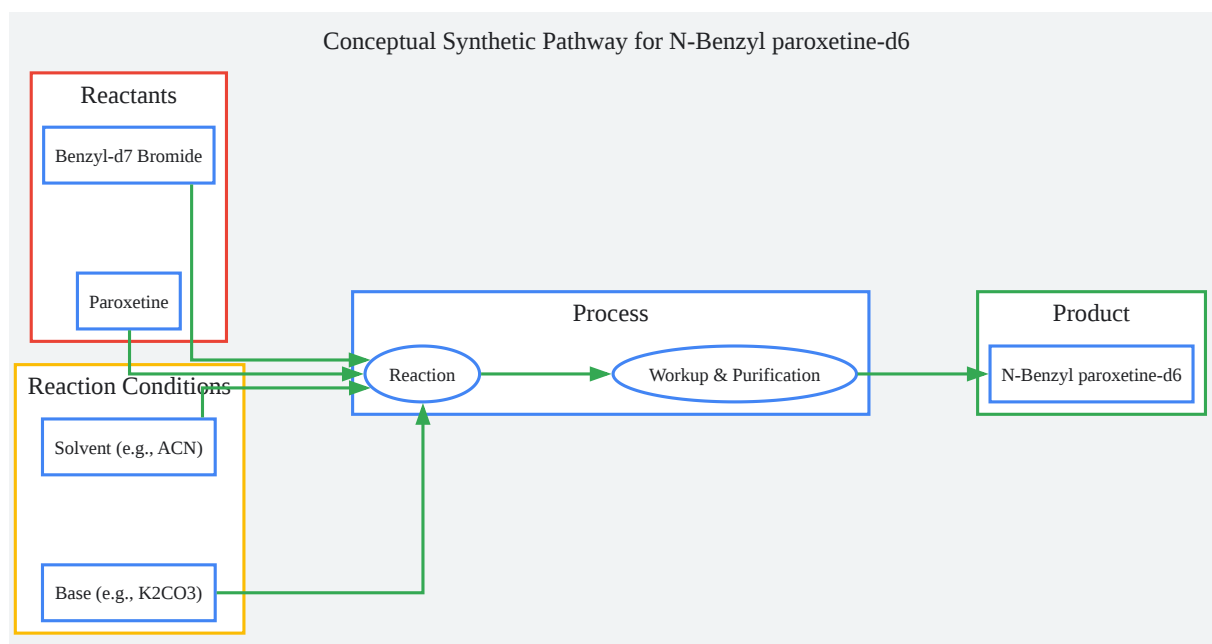 Conceptual Synthetic Pathway for N-Benzyl paroxetine-d6
Reactants
Benzyl-d7 Bromide
Paroxetine
Reaction Conditions
Solvent (e.g., ACN)
Base (e.g., K2CO3)
Process
Reaction
Workup & Purification
Product
N-Benzyl paroxetine-d6